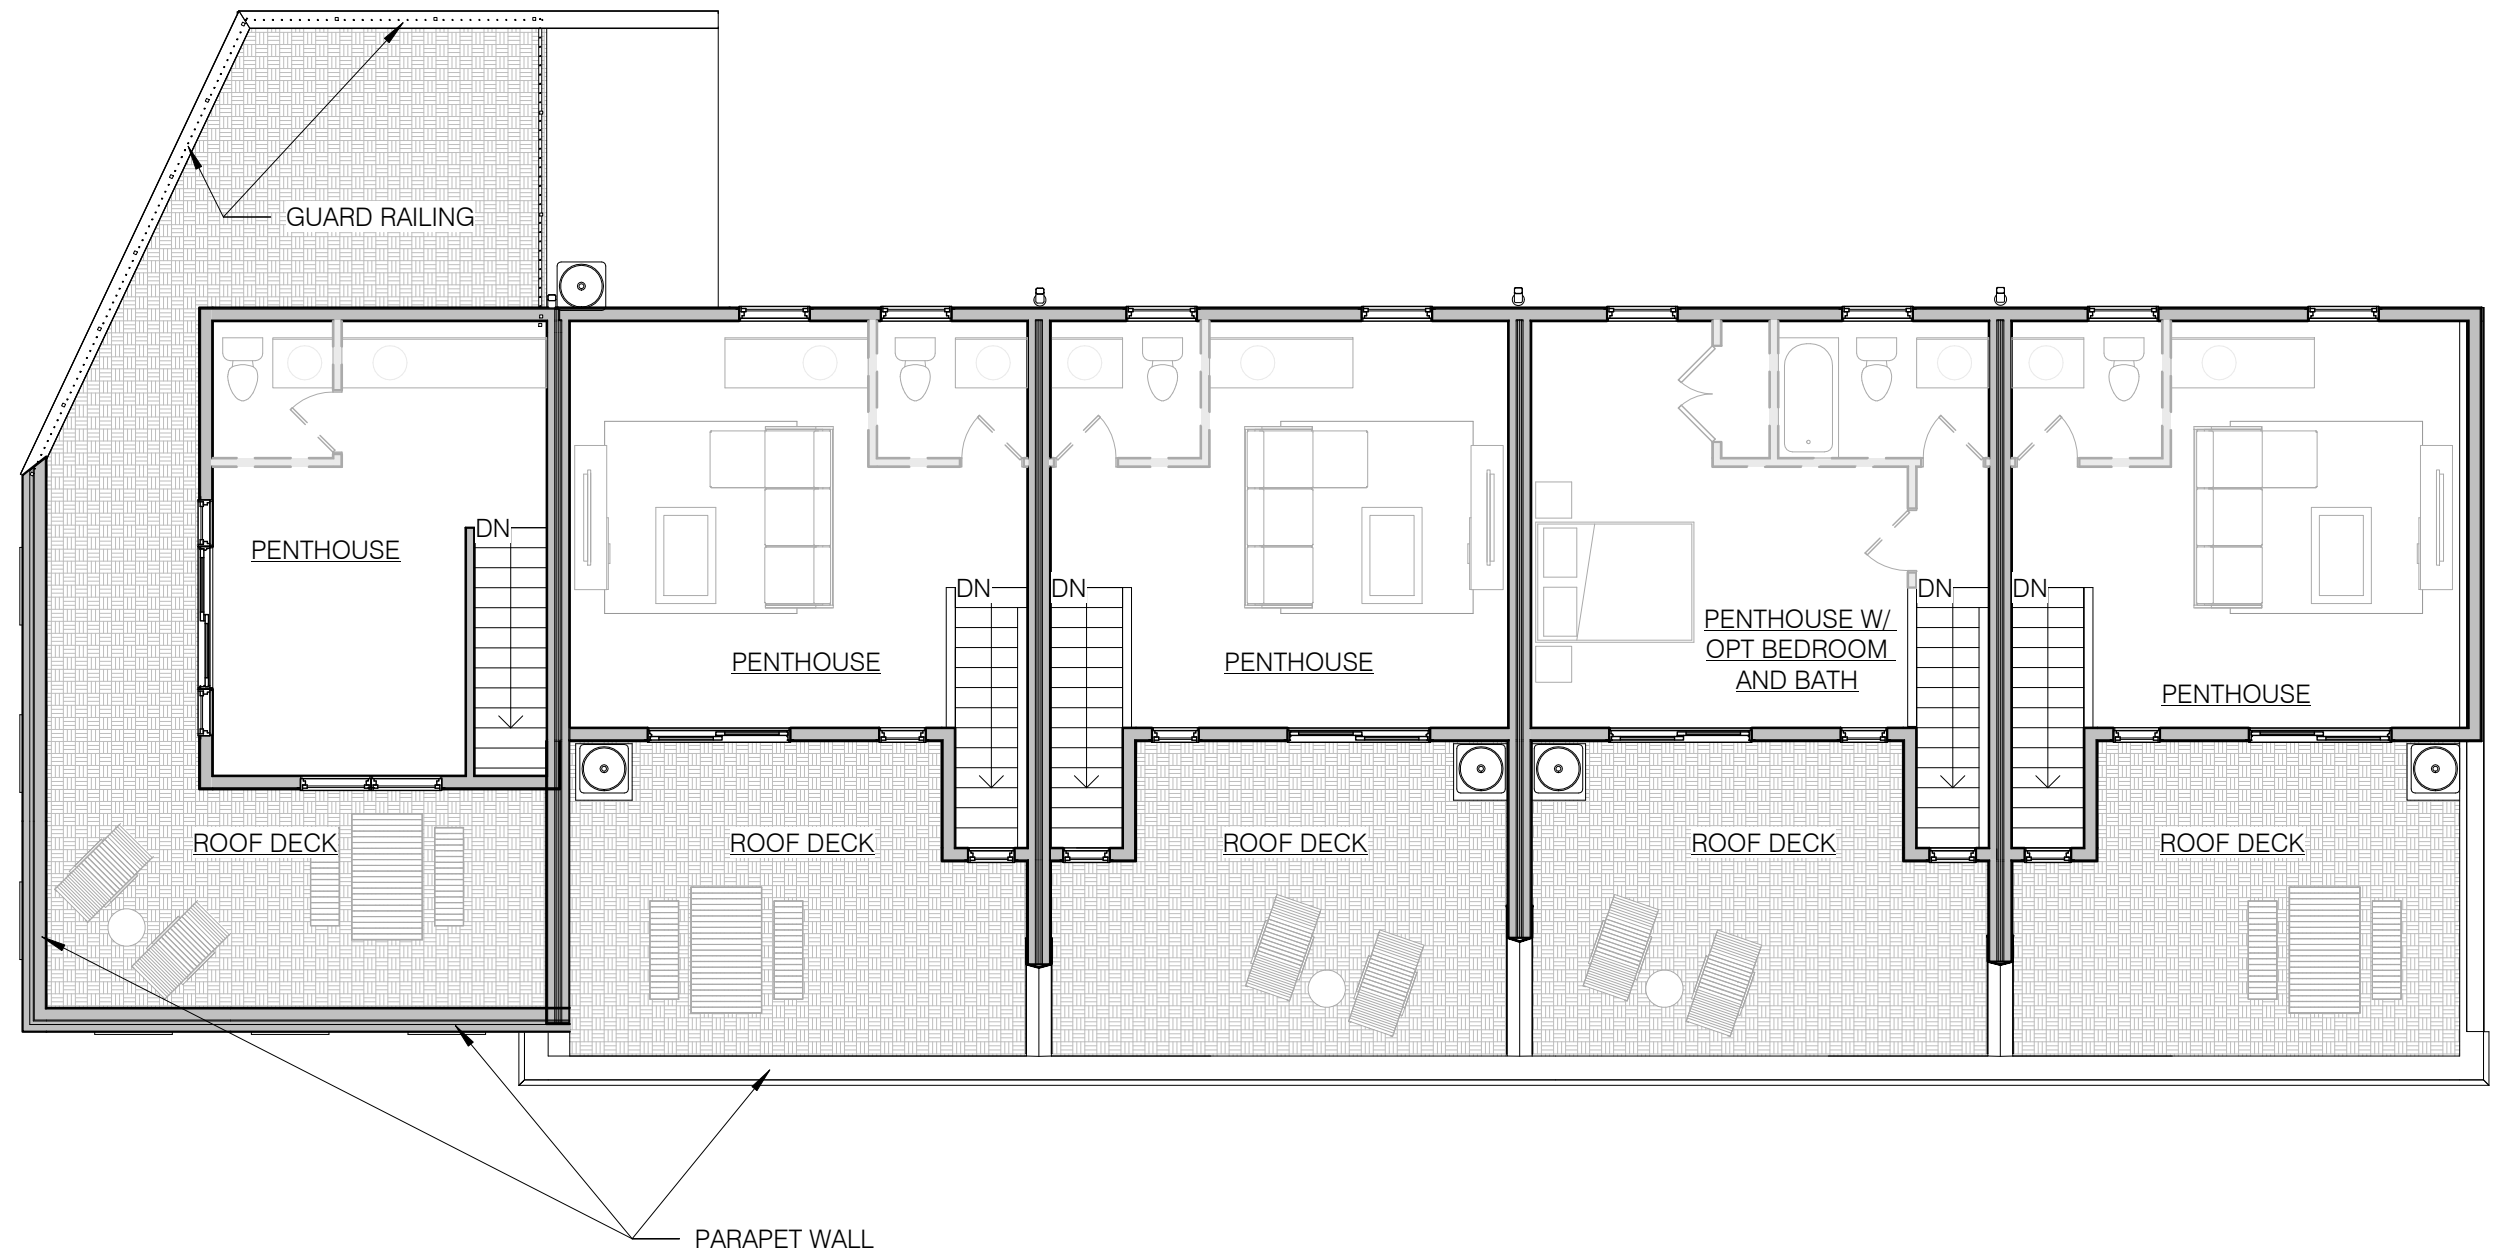 GUARD RAILING
DN
PENTHOUSE
DN
DN
DN
DN
PENTHOUSE W/
OPT BEDROOM
AND BATH
PENTHOUSE
PENTHOUSE
PENTHOUSE
ROOF DECK
ROOF DECK
ROOF DECK
ROOF DECK
ROOF DECK
PARAPET WALL